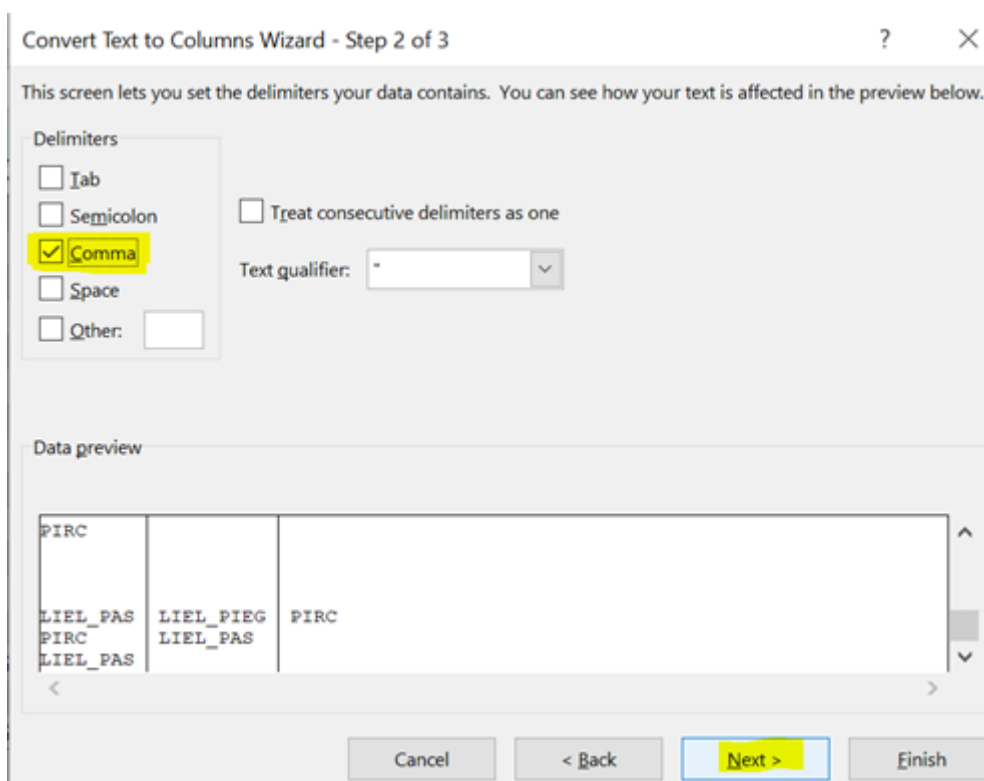 Convert Text to Columns Wizard - Step 2 of 3 ?
This screen lets you set the delimiters your data contains. You can see how your text is affected in the preview below.
Delimiters
Tab
Semicolon
Comma
Space
Other:
Treat consecutive delimiters as one
Text qualifier: "
Data preview
PIRC
LIEL_PAS LIEL_PIEG PIRC
PIRC LIEL_PAS
LIEL_PAS
Cancel < Back Next > Finish